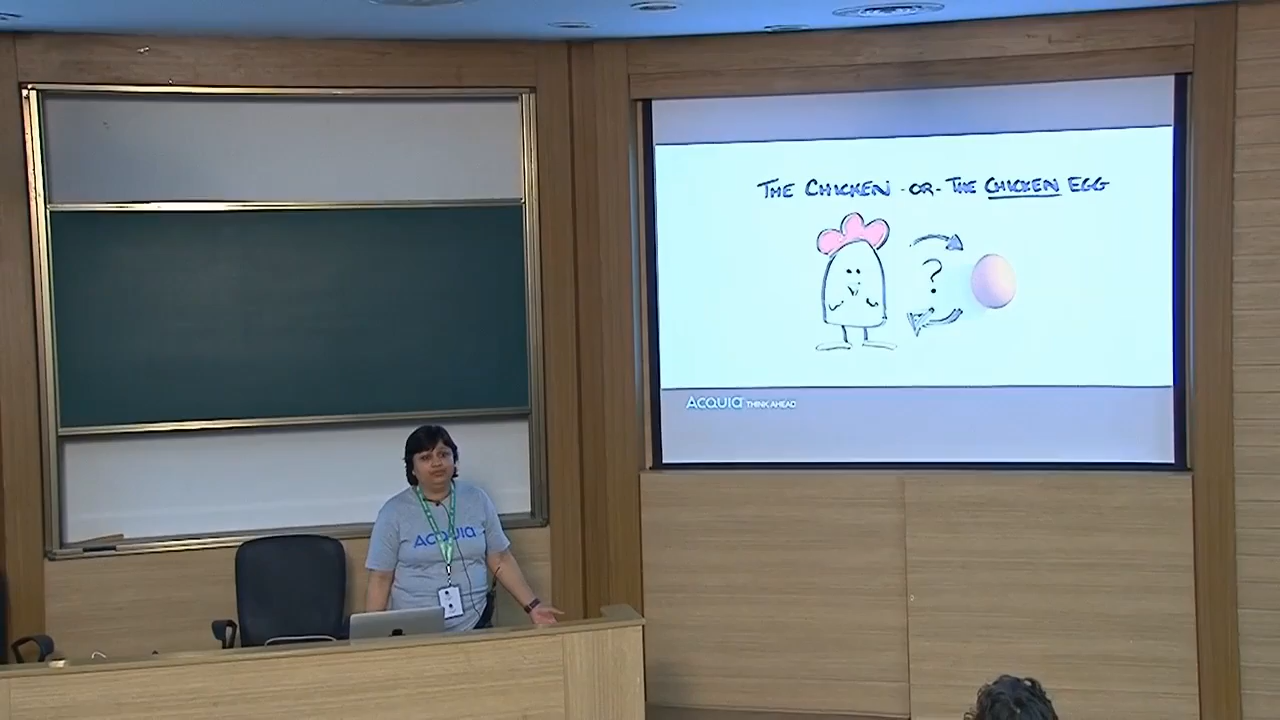 THE CHICKEN -OR- THE CHICKEN EGG
?
ACQUIA THINK AHEAD
ACQUIA